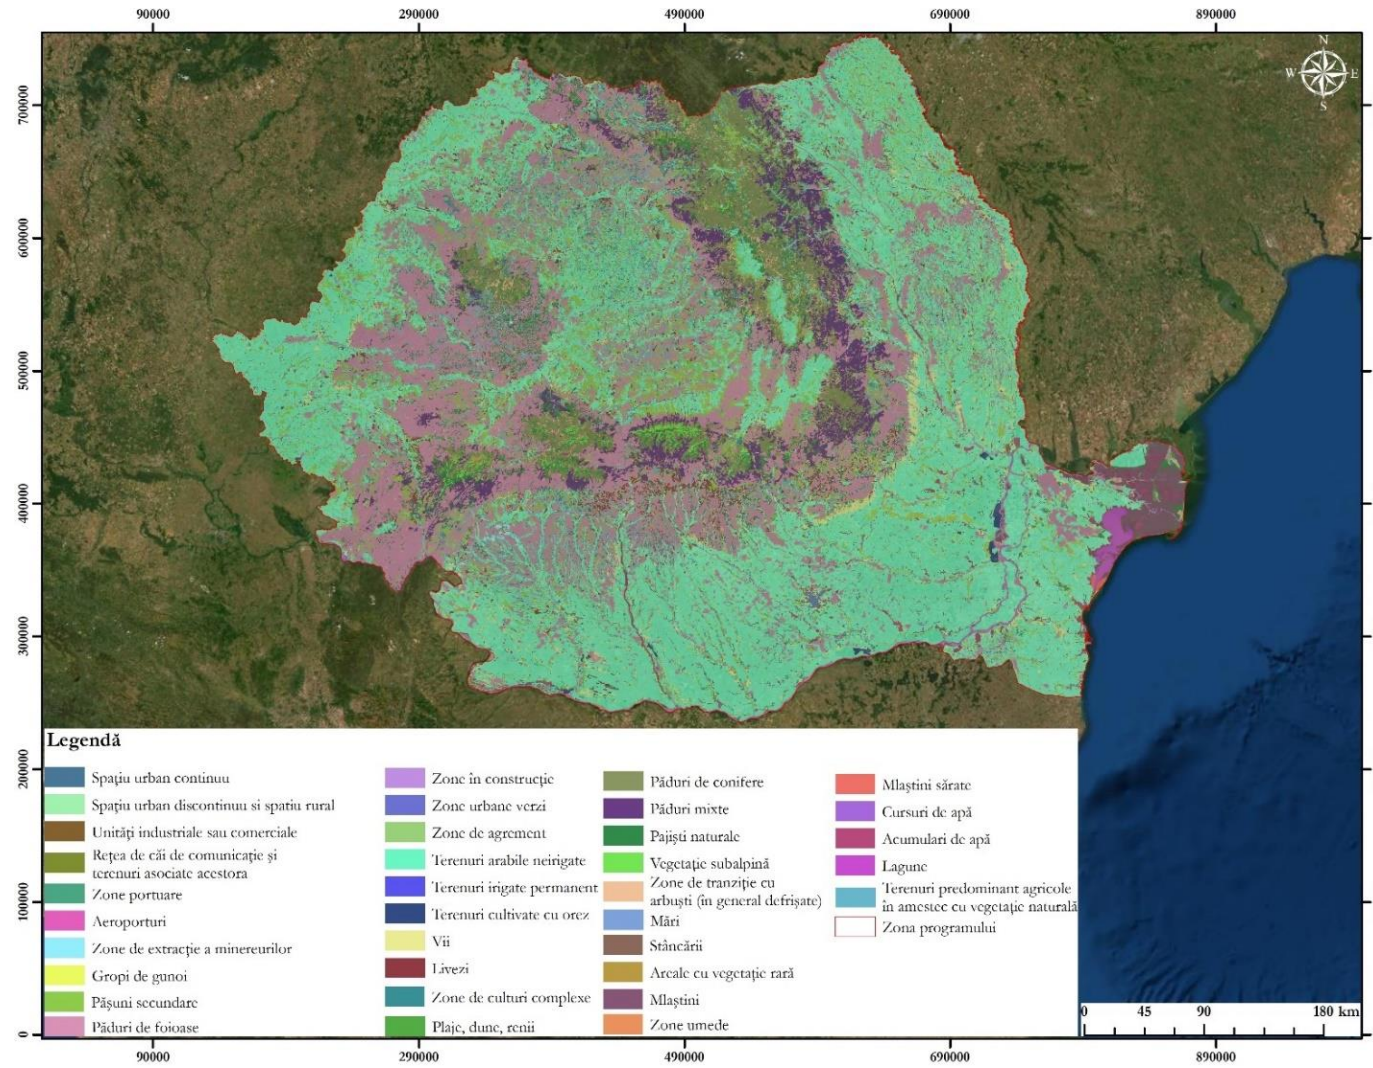 90000 290000 490000 690000 890000
N
W E
S
700000
600000
500000
400000
300000
200000
100000
0
Legendă
Spațiu urban continuu
Spațiu urban discontinuu si spatiu rural
Unități industriale sau comerciale
Rețea de căi de comunicație și
terenuri asociate acestora
Zone portuare
Aeroporturi
Zone de extracție a minereurilor
Gropi de gunoi
Pășuni secundare
Păduri de foioase
Zone în construcție
Zone urbane verzi
Zone de agrement
Terenuri arabile neirigate
Terenuri irigate permanent
Terenuri cultivate cu orez
Vii
Livezi
Zone de culturi complexe
Plaje, dune, renii
Păduri de conifere
Păduri mixte
Pajiști naturale
Vegetație subalpină
Zone de tranziție cu
arbuști (în general defrișate)
Mări
Stâncării
Areale cu vegetație rară
Mlaștini
Zone umede
Mlaștini sărate
Cursuri de apă
Acumulari de apă
Lagune
Terenuri predominant agricole
în amestec cu vegetație naturală
Zona programului
0 45 90 180 km
90000 290000 490000 690000 890000